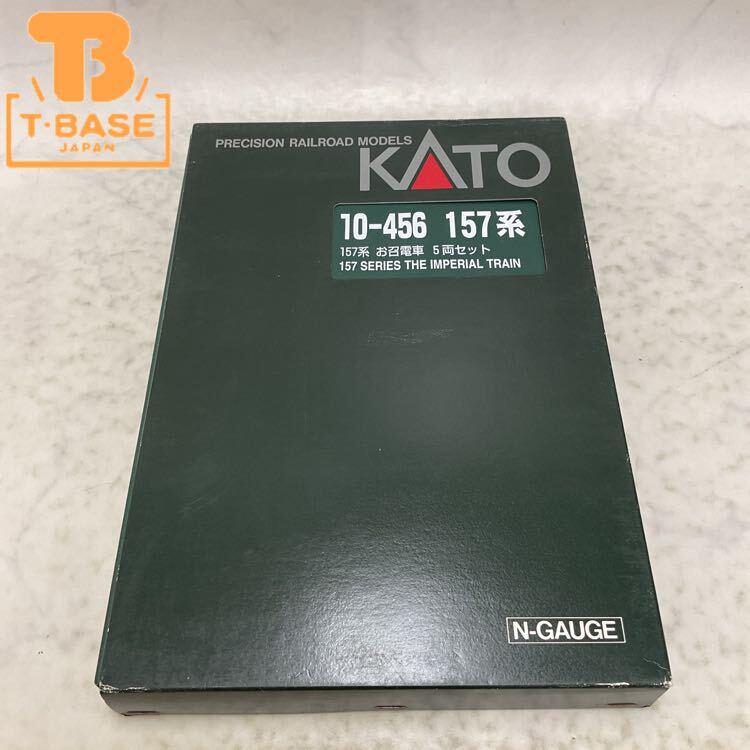 TB
T-BASE
JAPAN
PRECISION RAILROAD MODELS
KATO
10-456 157系
157系 お召電車 5両セット
157 SERIES THE IMPERIAL TRAIN
N-GAUGE